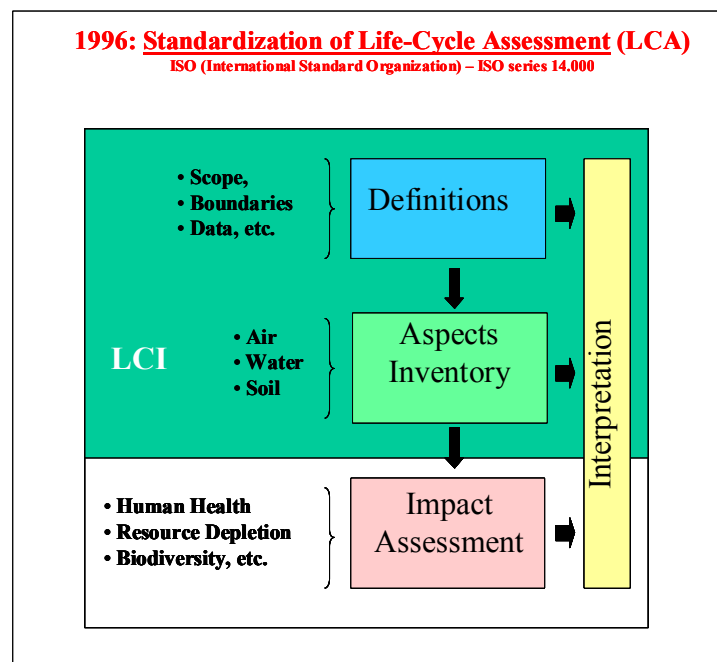 1996: Standardization of Life-Cycle Assessment (LCA)
ISO (International Standard Organization) – ISO series 14.000
• Scope,
• Boundaries
• Data, etc.
Definitions
LCI
• Air
• Water
• Soil
Aspects
Inventory
• Human Health
• Resource Depletion
• Biodiversity, etc.
Impact
Assessment
Interpretation